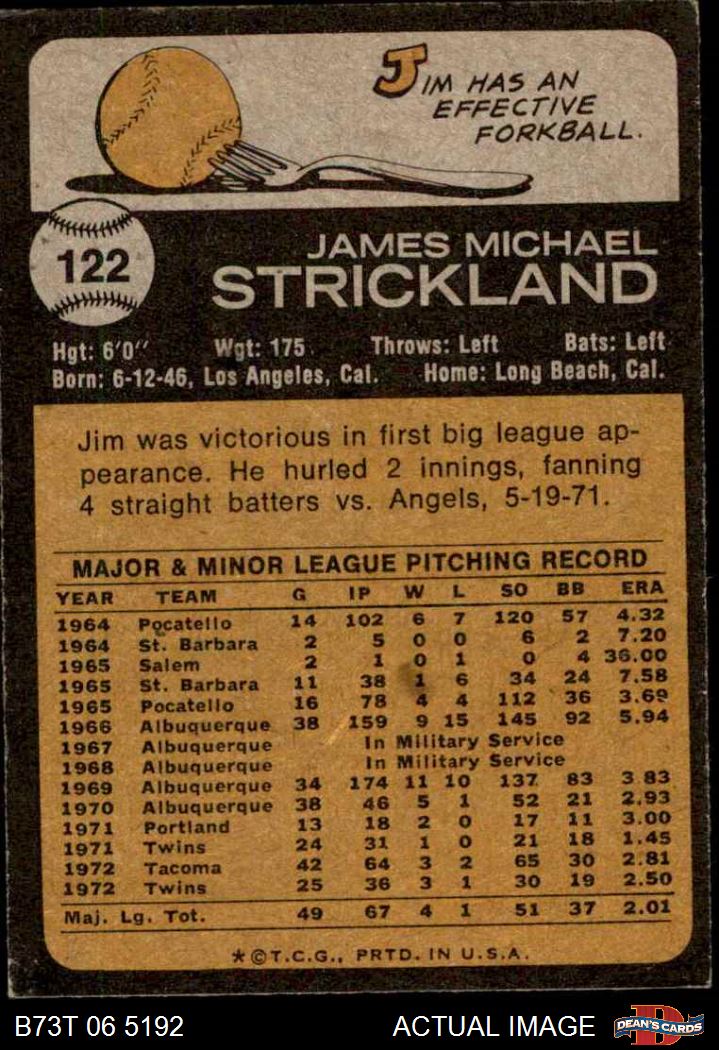 JIM HAS AN
EFFECTIVE
FORKBALL.
122
JAMES MICHAEL
STRICKLAND
Hgt: 6'0" Wgt: 175 Throws: Left Bats: Left
Born: 6-12-46, Los Angeles, Cal. Home: Long Beach, Cal.
Jim was victorious in first big league ap-
pearance. He hurled 2 innings, fanning
4 straight batters vs. Angels, 5-19-71.
MAJOR & MINOR LEAGUE PITCHING RECORD
YEAR TEAM G IP W L SO BB ERA
1964 Pocatello 14 102 6 7 120 57 4.32
1964 St. Barbara 2 5 0 0 6 2 7.20
1965 Salem 2 1 0 1 0 4 36.00
1965 St. Barbara 11 38 1 6 34 24 7.58
1965 Pocatello 16 78 4 4 112 36 3.69
1966 Albuquerque 38 159 9 15 145 92 5.94
1967 Albuquerque In Military Service
1968 Albuquerque In Military Service
1969 Albuquerque 34 174 11 10 137 83 3.83
1970 Albuquerque 38 46 5 1 52 21 2.93
1971 Portland 13 18 2 0 17 11 3.00
1971 Twins 24 31 1 0 21 18 1.45
1972 Tacoma 42 64 3 2 65 30 2.81
1972 Twins 25 36 3 1 30 19 2.50
Maj. Lg. Tot. 49 67 4 1 51 37 2.01
*©T.C.G., PRTD. IN U.S.A.
B73T 06 5192 ACTUAL IMAGE DEAN'S CARDS